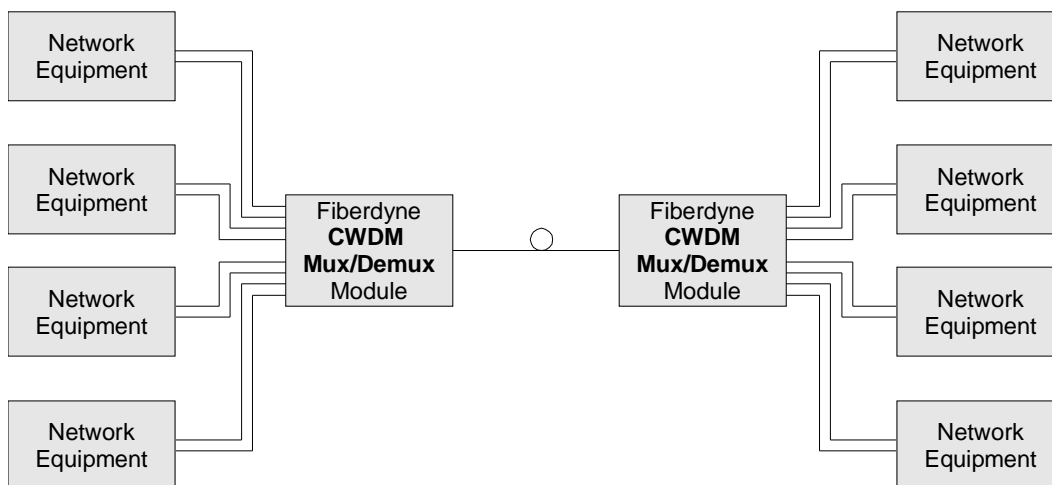 Network
Equipment
Network
Equipment
Network
Equipment
Network
Equipment
Fiberdyne
CWDM
Mux/Demux
Module
Fiberdyne
CWDM
Mux/Demux
Module
Network
Equipment
Network
Equipment
Network
Equipment
Network
Equipment